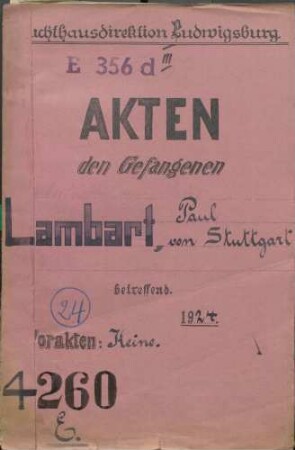 uchthausdirektion Ludwigsburg.
E 356 d III
AKTEN
den Gefangenen
Lambart, Paul
von Stuttgart
betreffend.
24
1924.
Vorakten: Keine.
4260
E.